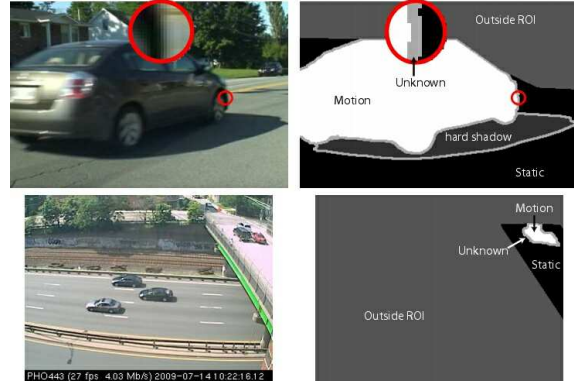 Outside ROI
Unknown
Motion
hard shadow
Static
Motion
Unknown
Static
Outside ROI
PHO443 (27 fps 4.03 Mb/s) 2009-07-14 10:22:16.12